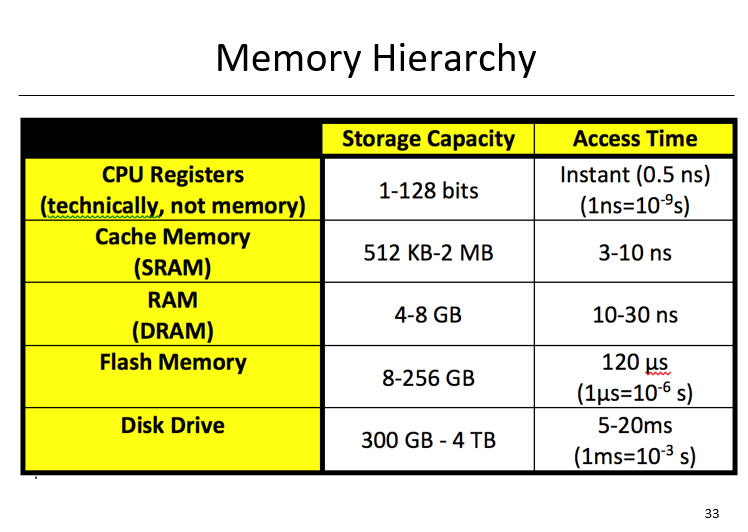 Memory Hierarchy
Storage Capacity Access Time
CPU Registers
(technically, not memory)
1-128 bits
Instant (0.5 ns)
(1ns=10⁻⁹s)
Cache Memory
(SRAM)
512 KB-2 MB
3-10 ns
RAM
(DRAM)
4-8 GB
10-30 ns
Flash Memory
8-256 GB
120 µs
(1µs=10⁻⁶ s)
Disk Drive
300 GB - 4 TB
5-20ms
(1ms=10⁻³ s)
33